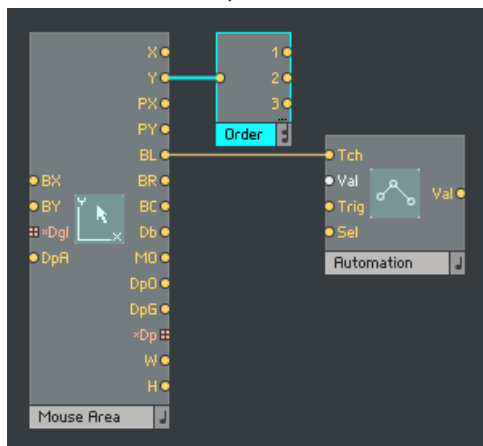 X
Y
PX
PY
BL
BR
BC
Db
MO
DpO
DpG
×Dp
W
H
BX
BY
×Dgl
DpA
Y
X
Mouse Area
1
2
3
...
Order
Tch
Val
Trig
Sel
Val
Automation